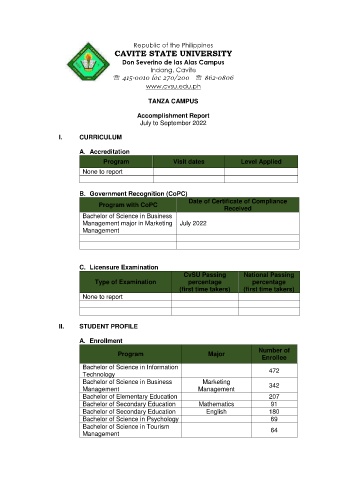 Republic of the Philippines
CAVITE STATE UNIVERSITY
Don Severino de las Alas Campus
Indang, Cavite
☏ 415-0010 loc 270/200 ☏ 862-0806
www.cvsu.edu.ph
TANZA CAMPUS
Accomplishment Report
July to September 2022
I. CURRICULUM
A. Accreditation
Program Visit dates Level Applied
None to report
B. Government Recognition (CoPC)
Program with CoPC Date of Certificate of Compliance
Received
Bachelor of Science in Business
Management major in Marketing July 2022
Management
C. Licensure Examination
Type of Examination CvSU Passing National Passing
percentage percentage
(first time takers) (first time takers)
None to report
II. STUDENT PROFILE
A. Enrollment
Program Major Number of
Enrollee
Bachelor of Science in Information
Technology 472
Bachelor of Science in Business Marketing
Management Management 342
Bachelor of Elementary Education 207
Bachelor of Secondary Education Mathematics 91
Bachelor of Secondary Education English 180
Bachelor of Science in Psychology 69
Bachelor of Science in Tourism
Management 64